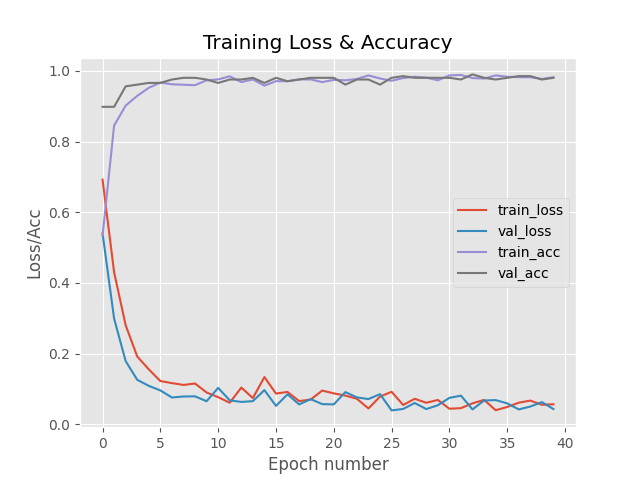 Training Loss & Accuracy
1.0
0.8
0.6
0.4
0.2
0.0
Loss/Acc
train_loss
val_loss
train_acc
val_acc
0 5 10 15 20 25 30 35 40
Epoch number